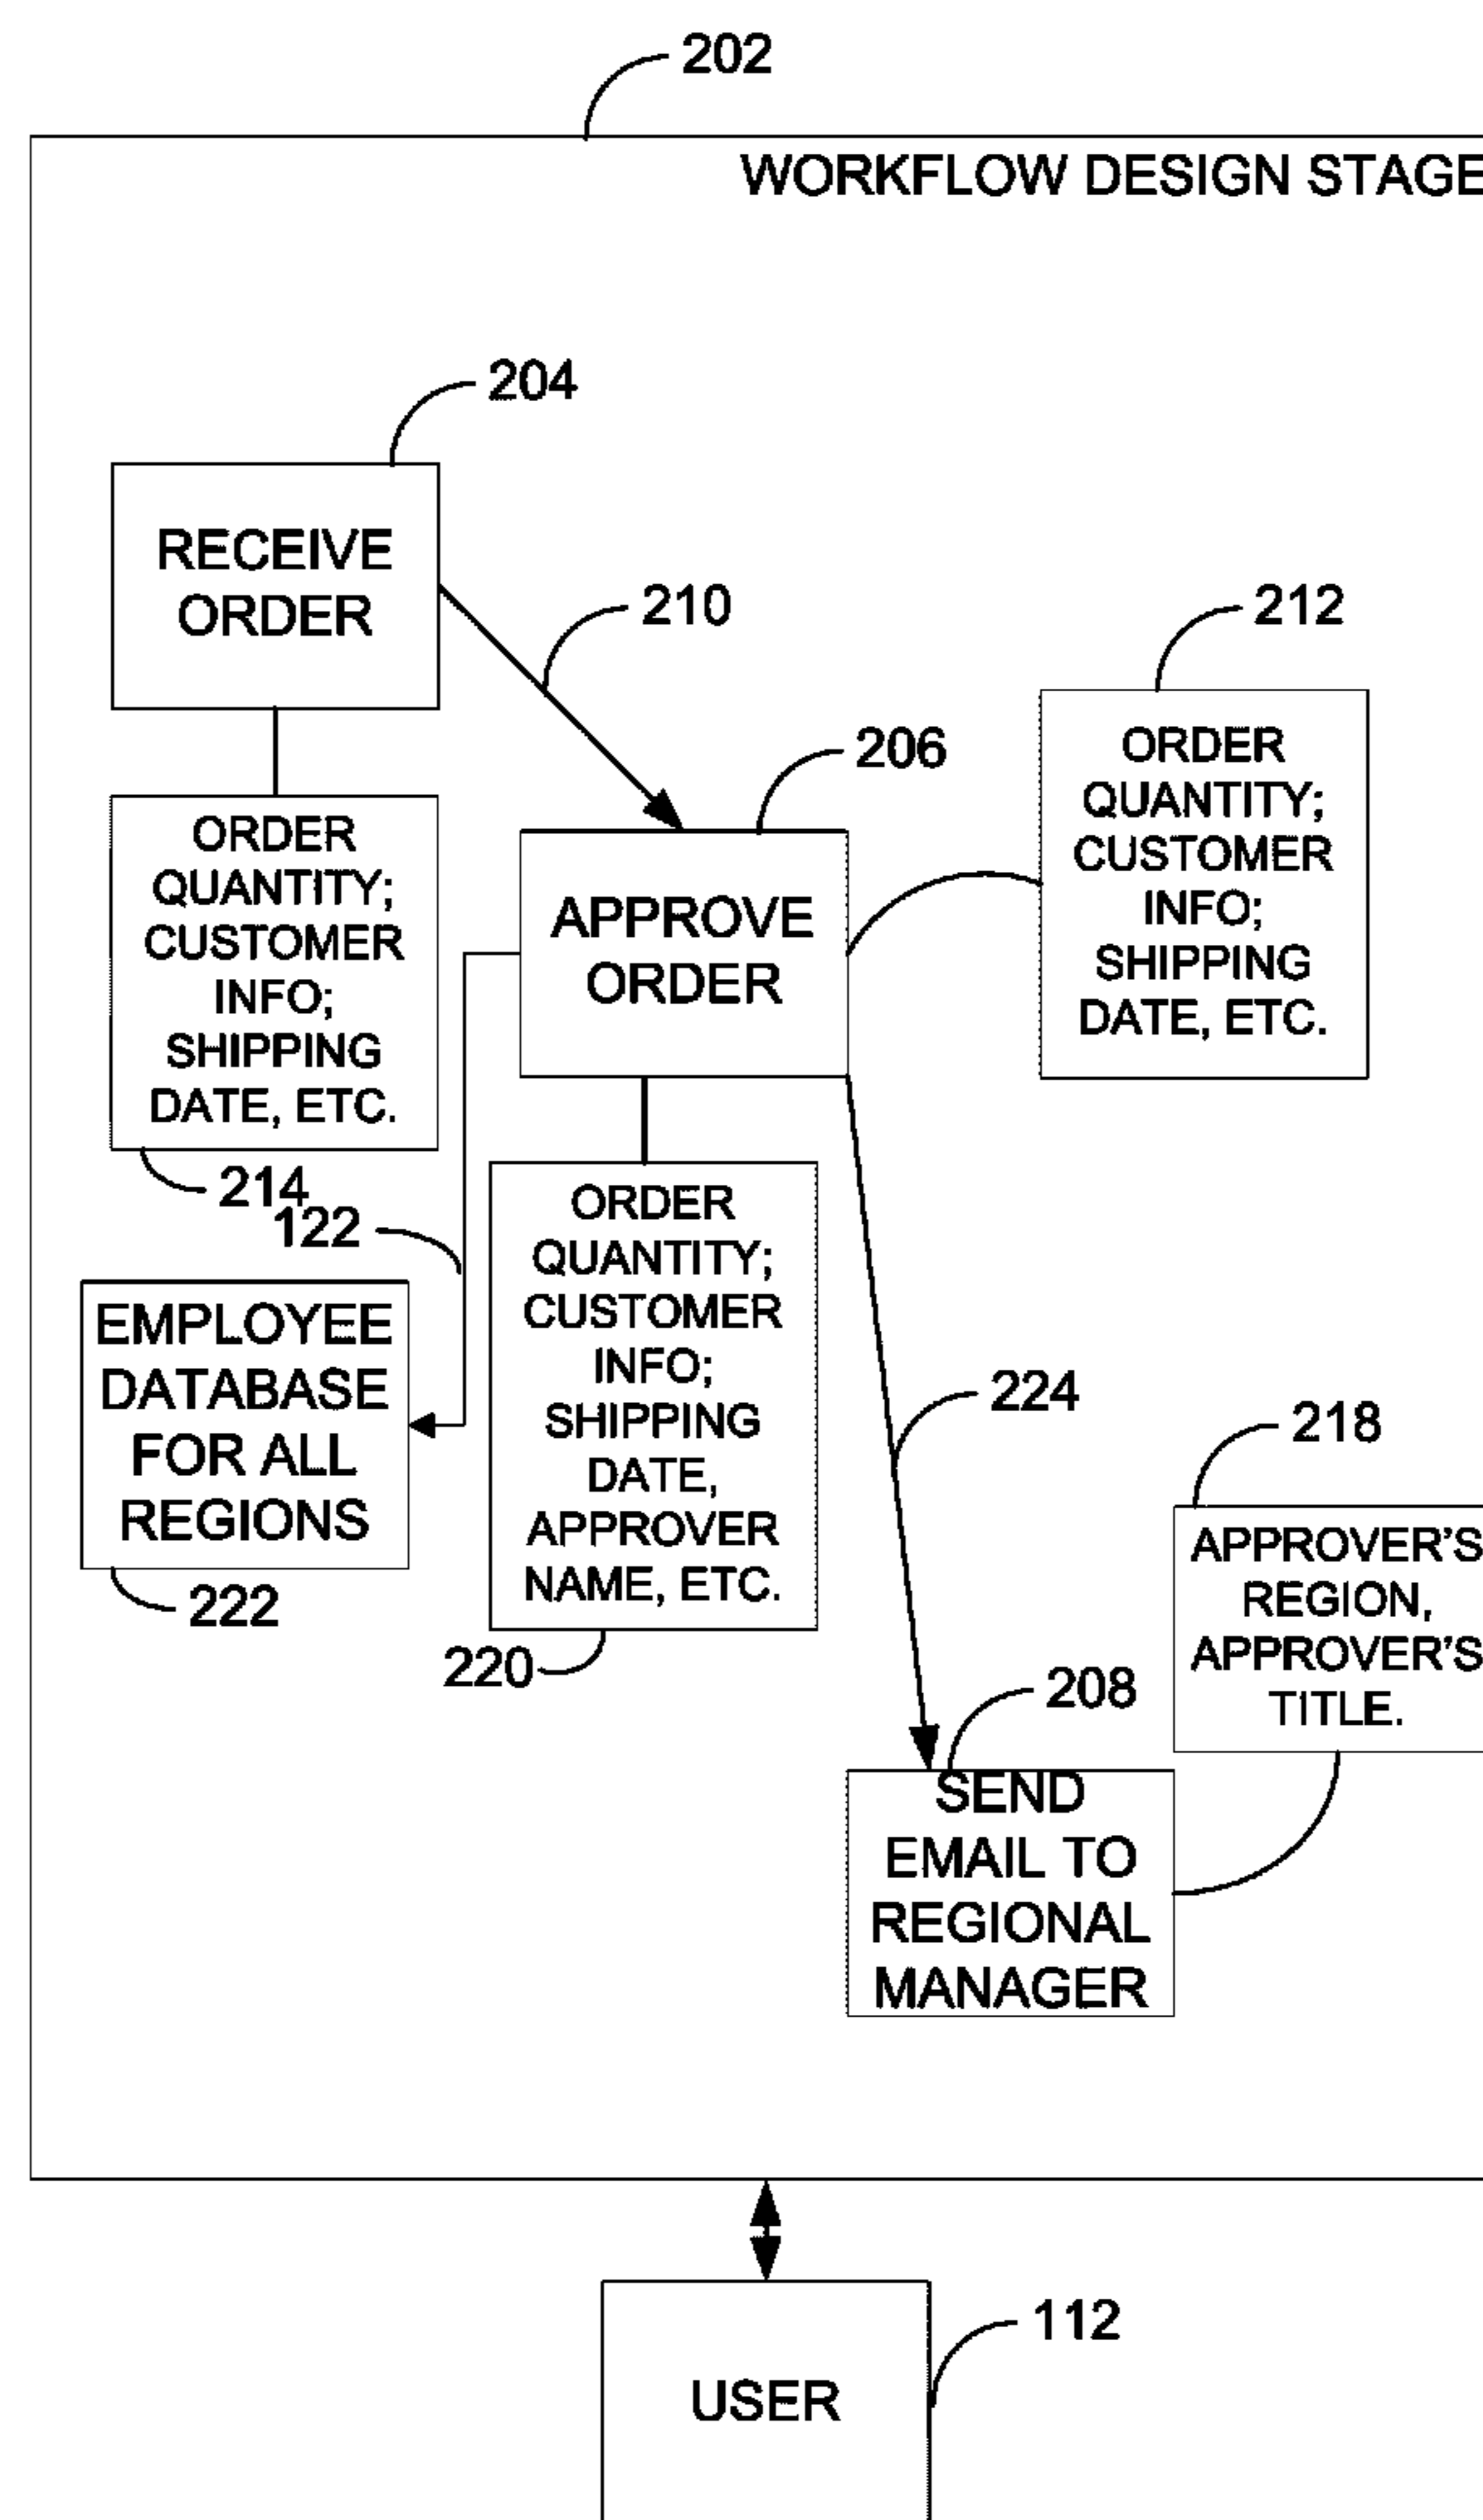 202
WORKFLOW DESIGN STAGE
204
RECEIVE
ORDER
210
212
206
ORDER
QUANTITY;
CUSTOMER
INFO;
SHIPPING
DATE, ETC.
ORDER
QUANTITY;
CUSTOMER
INFO;
SHIPPING
DATE, ETC.
APPROVE
ORDER
214
122
ORDER
QUANTITY;
CUSTOMER
INFO;
SHIPPING
DATE,
APPROVER
NAME, ETC.
EMPLOYEE
DATABASE
FOR ALL
REGIONS
224
218
APPROVER'S
REGION,
APPROVER'S
TITLE.
222
220
208
SEND
EMAIL TO
REGIONAL
MANAGER
112
USER